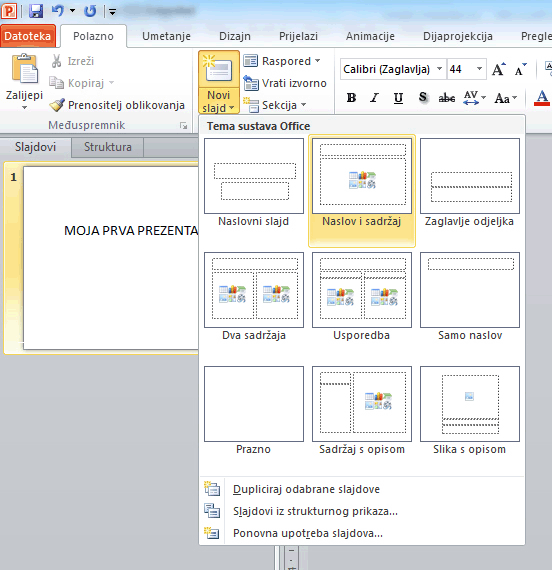 Datoteka Polazno Umetanje Dizajn Prijelazi Animacije Dijaprojekcija Pregle
Zalijepi
Izreži
Kopiraj
Prenositelj oblikovanja
Međuspremnik
Novi slajd
Raspored
Vrati izvorno
Sekcija
Calibri (Zaglavlje) 44
B I U S abc AV Aa A
Slajdovi Struktura
1
MOJA PRVA PREZENTA
Tema sustava Office
Naslovni slajd Naslov i sadržaj Zaglavlje odjeljka
Dva sadržaja Usporedba Samo naslov
Prazno Sadržaj s opisom Slika s opisom
Dupliciraj odabrane slajdove
Slajdovi iz strukturnog prikaza...
Ponovna upotreba slajdova...